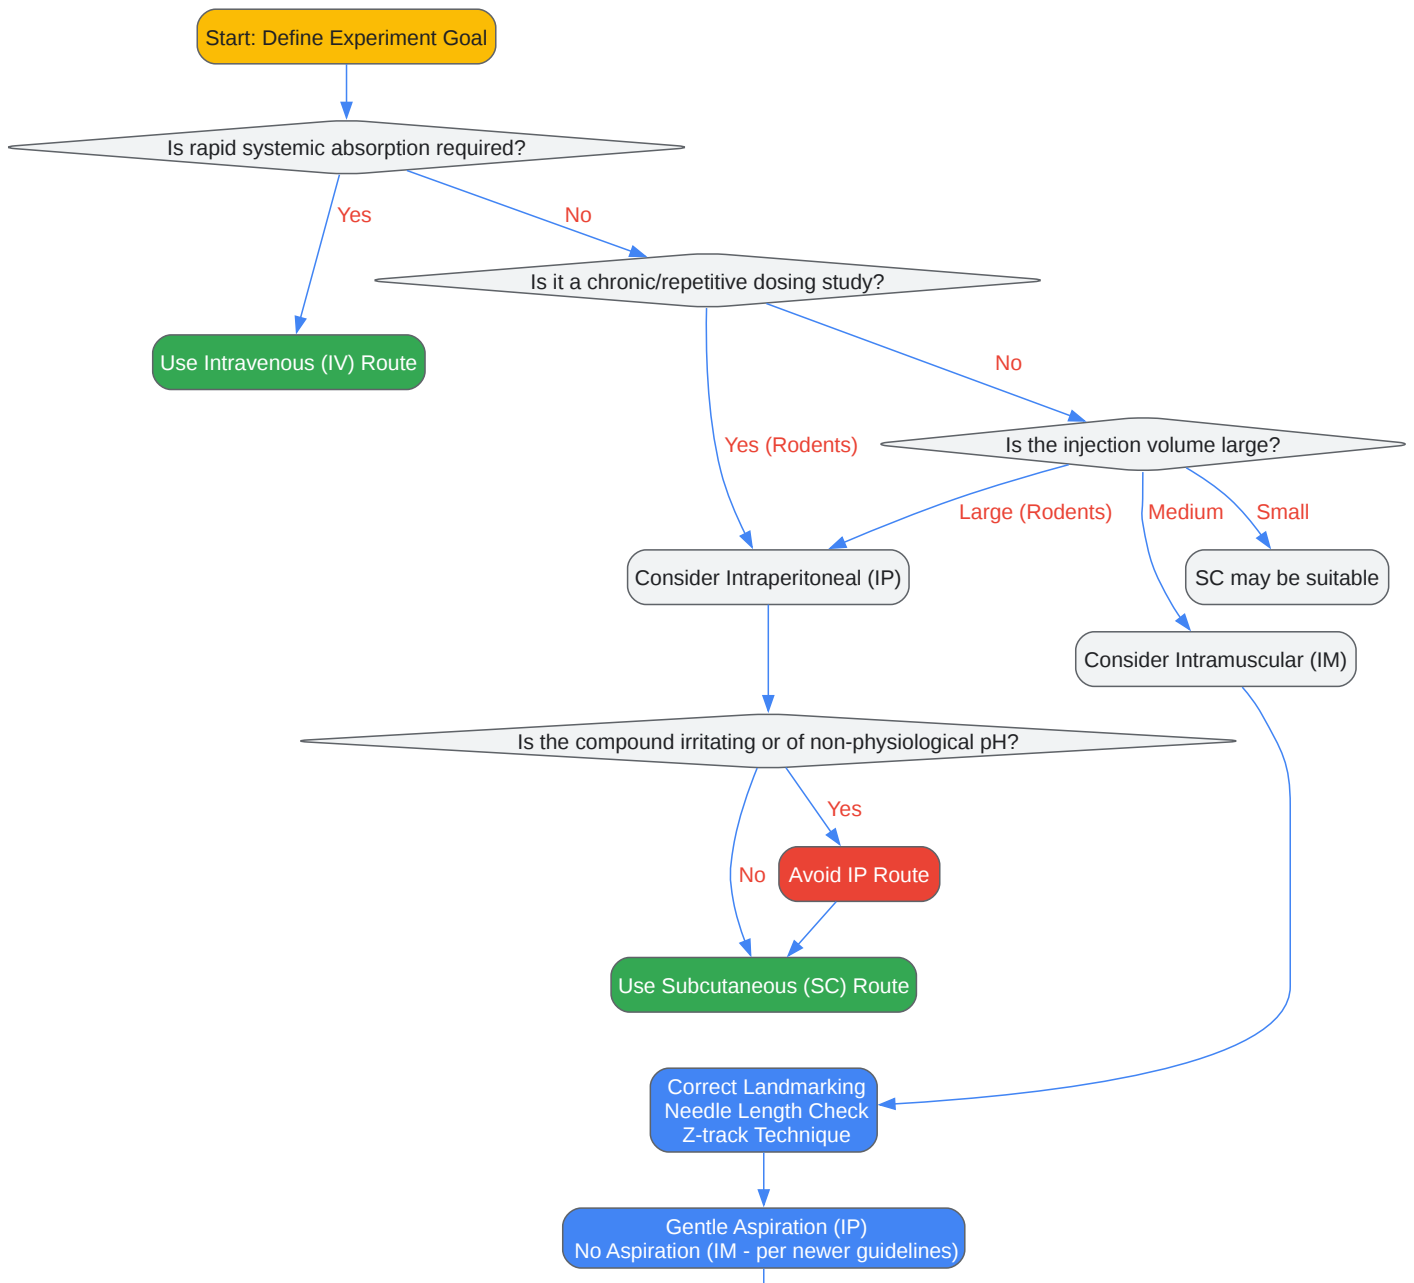 Start: Define Experiment Goal
Is rapid systemic absorption required?
Yes
No
Is it a chronic/repetitive dosing study?
Use Intravenous (IV) Route
No
Yes (Rodents)
Is the injection volume large?
Large (Rodents)
Medium
Small
Consider Intraperitoneal (IP)
SC may be suitable
Consider Intramuscular (IM)
Is the compound irritating or of non-physiological pH?
Yes
No
Avoid IP Route
Use Subcutaneous (SC) Route
Correct Landmarking
Needle Length Check
Z-track Technique
Gentle Aspiration (IP)
No Aspiration (IM - per newer guidelines)